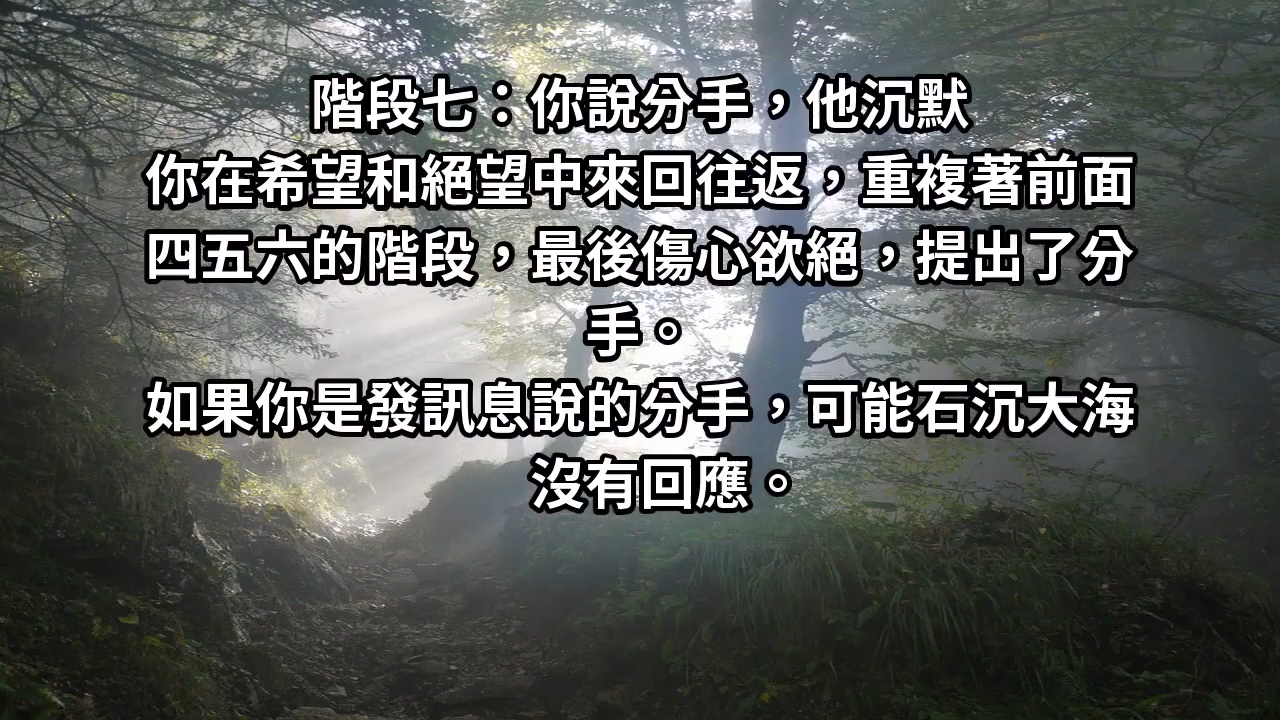 階段七：你說分手，他沉默
你在希望和絕望中來回往返，重複著前面
四五六的階段，最後傷心欲絕，提出了分
手。
如果你是發訊息說的分手，可能石沉大海
沒有回應。